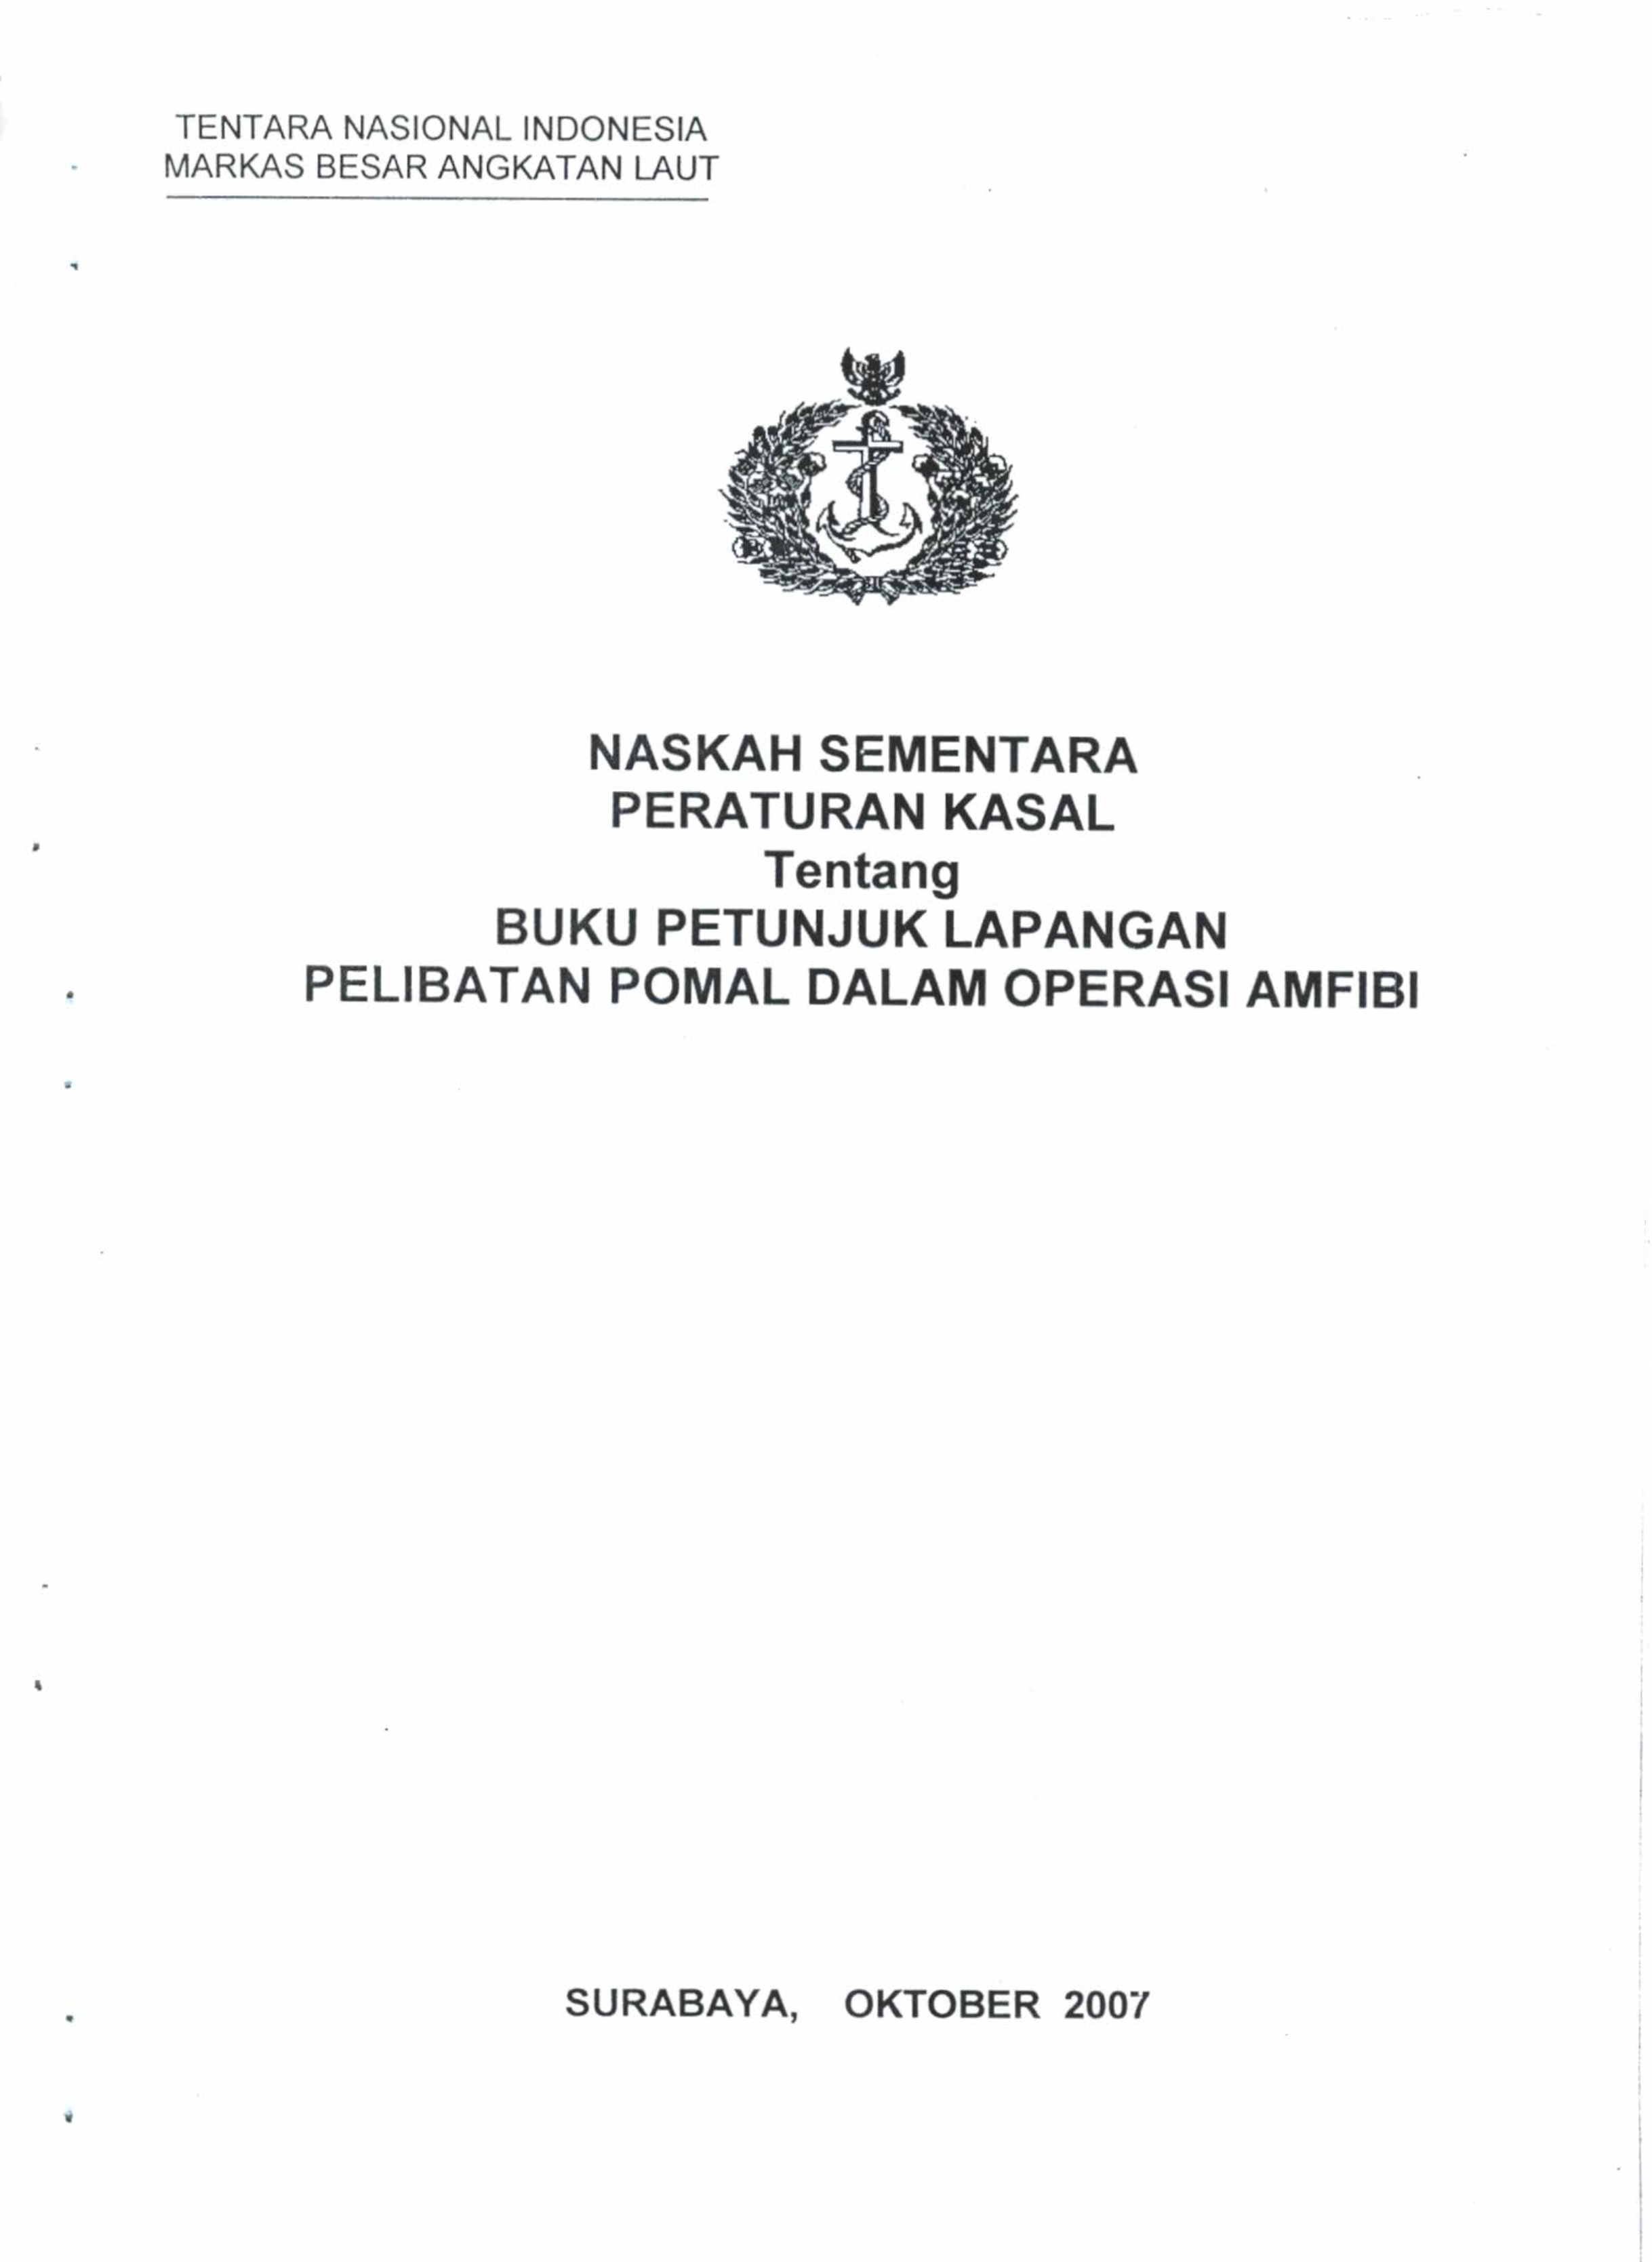 TENTARA NASIONAL INDONESIA
MARKAS BESAR ANGKATAN LAUT
NASKAH SEMENTARA
PERATURAN KASAL
Tentang
BUKU PETUNJUK LAPANGAN
PELIBATAN POMAL DALAM OPERASI AMFIBI
SURABAYA, OKTOBER 2007